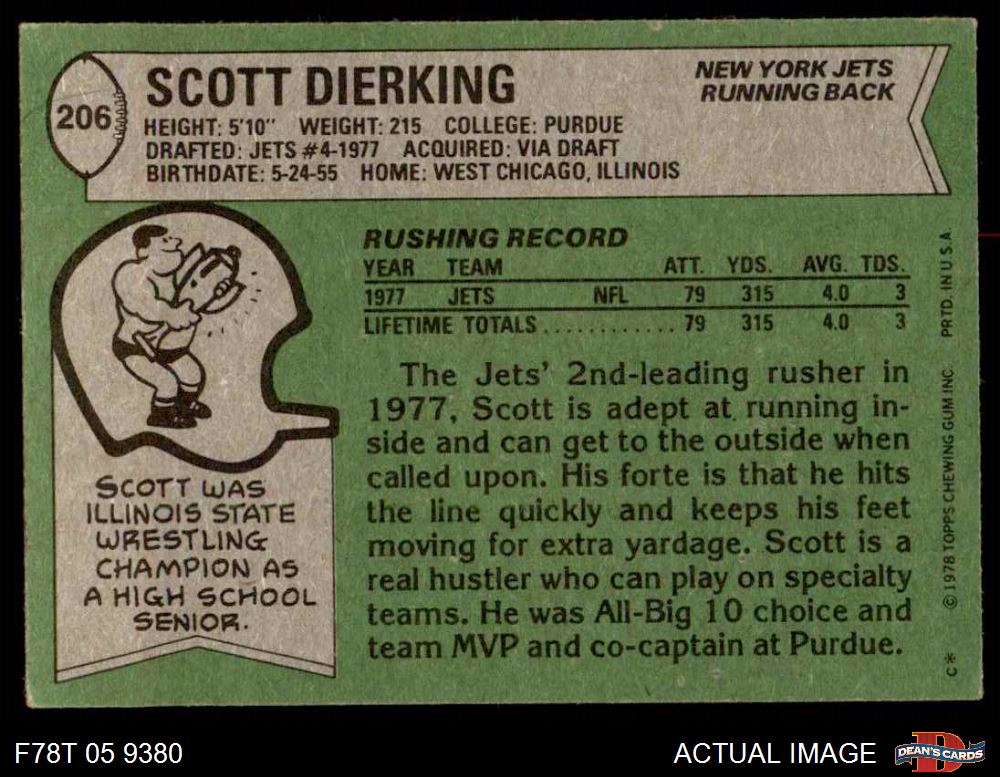 206
SCOTT DIERKING
NEW YORK JETS
RUNNING BACK
HEIGHT: 5'10" WEIGHT: 215 COLLEGE: PURDUE
DRAFTED: JETS #4-1977 ACQUIRED: VIA DRAFT
BIRTHDATE: 5-24-55 HOME: WEST CHICAGO, ILLINOIS
RUSHING RECORD
YEAR TEAM ATT. YDS. AVG. TDS.
1977 JETS NFL 79 315 4.0 3
LIFETIME TOTALS ............ 79 315 4.0 3
The Jets' 2nd-leading rusher in
1977, Scott is adept at running in-
side and can get to the outside when
called upon. His forte is that he hits
the line quickly and keeps his feet
moving for extra yardage. Scott is a
real hustler who can play on specialty
teams. He was All-Big 10 choice and
team MVP and co-captain at Purdue.
SCOTT WAS
ILLINOIS STATE
WRESTLING
CHAMPION AS
A HIGH SCHOOL
SENIOR.
C* © 1978 TOPPS CHEWING GUM INC. PRTD. IN U.S.A
F78T 05 9380
ACTUAL IMAGE
D
DEAN'S CARDS